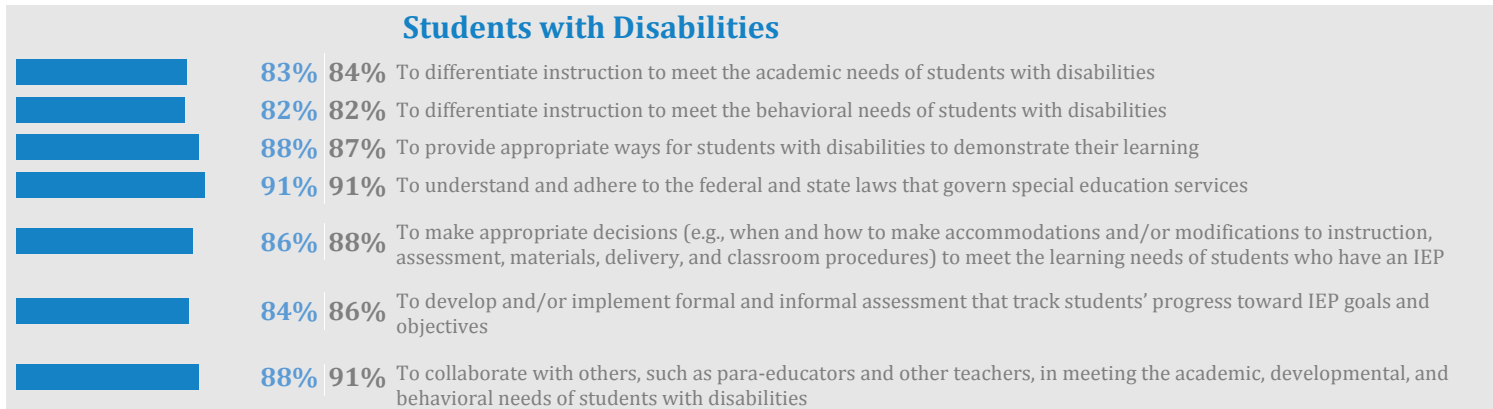 Students with Disabilities
83% 84% To differentiate instruction to meet the academic needs of students with disabilities
82% 82% To differentiate instruction to meet the behavioral needs of students with disabilities
88% 87% To provide appropriate ways for students with disabilities to demonstrate their learning
91% 91% To understand and adhere to the federal and state laws that govern special education services
86% 88% To make appropriate decisions (e.g., when and how to make accommodations and/or modifications to instruction,
assessment, materials, delivery, and classroom procedures) to meet the learning needs of students who have an IEP
84% 86% To develop and/or implement formal and informal assessment that track students’ progress toward IEP goals and
objectives
88% 91% To collaborate with others, such as para-educators and other teachers, in meeting the academic, developmental, and
behavioral needs of students with disabilities